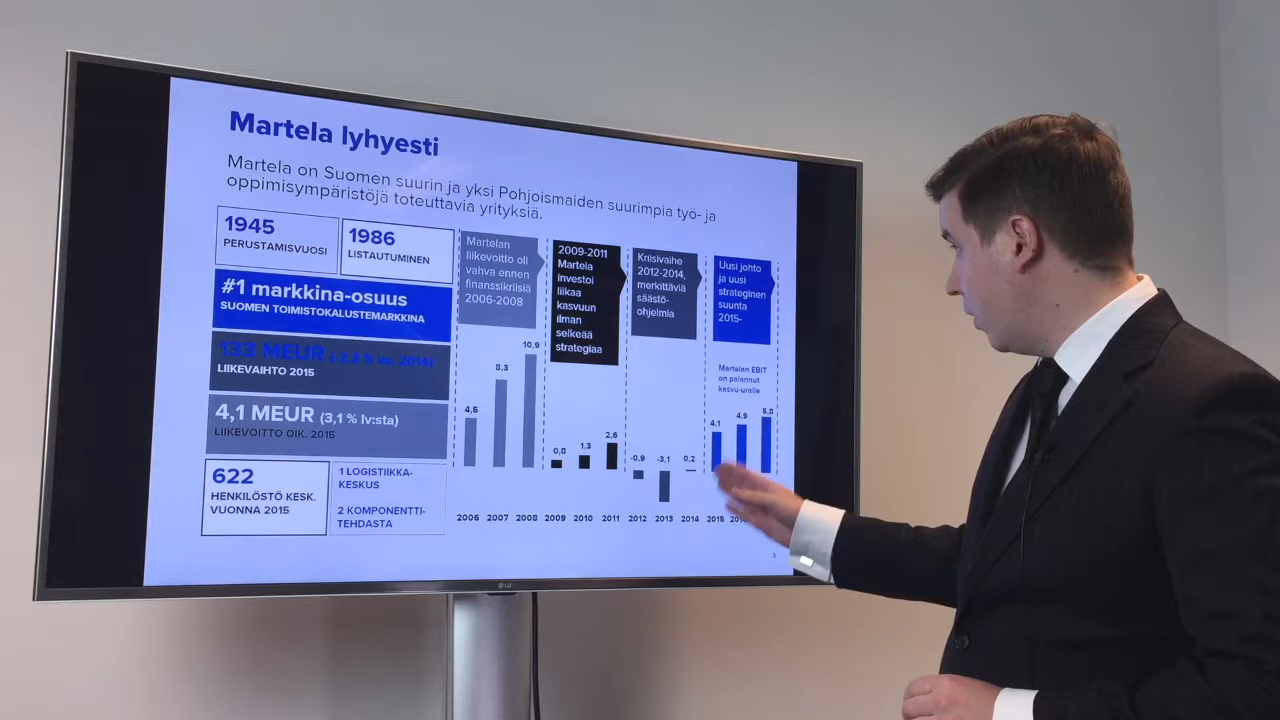 Martela lyhyesti
Martela on Suomen suurin ja yksi Pohjoismaiden suurimpia työ- ja
oppimisympäristöjä toteuttavia yrityksiä.
1945
PERUSTAMISVUOSI
1986
LISTAUTUMINEN
#1 markkina-osuus
SUOMEN TOIMISTOKALUSTEMARKKINA
133 MEUR (-2,3 % vs. 2014)
LIIKEVAIHTO 2015
4,1 MEUR (3,1 % lv:sta)
LIIKEVOITTO OIK. 2015
622
HENKILÖSTÖ KESK.
VUONNA 2015
1 LOGISTIIKKA-
KESKUS
2 KOMPONENTTI-
TEHDASTA
Martelan
liikevoitto oli
vahva ennen
finanssikriisiä
2006-2008
2009-2011
Martela
investoi
liikaa
kasvuun
ilman
selkeää
strategiaa
Kriisivaihe
2012-2014,
merkittäviä
säästö-
ohjelmia
Uusi johto
ja uusi
strateginen
suunta
2015-
Martelan EBIT
on palannut
kasvu-uralle
4,5
8,3
10,9
0,8
1,3
2,6
-0,9
-3,1
0,2
4,1
4,9
5,8
2006 2007 2008 2009 2010 2011 2012 2013 2014 2015
3
LG